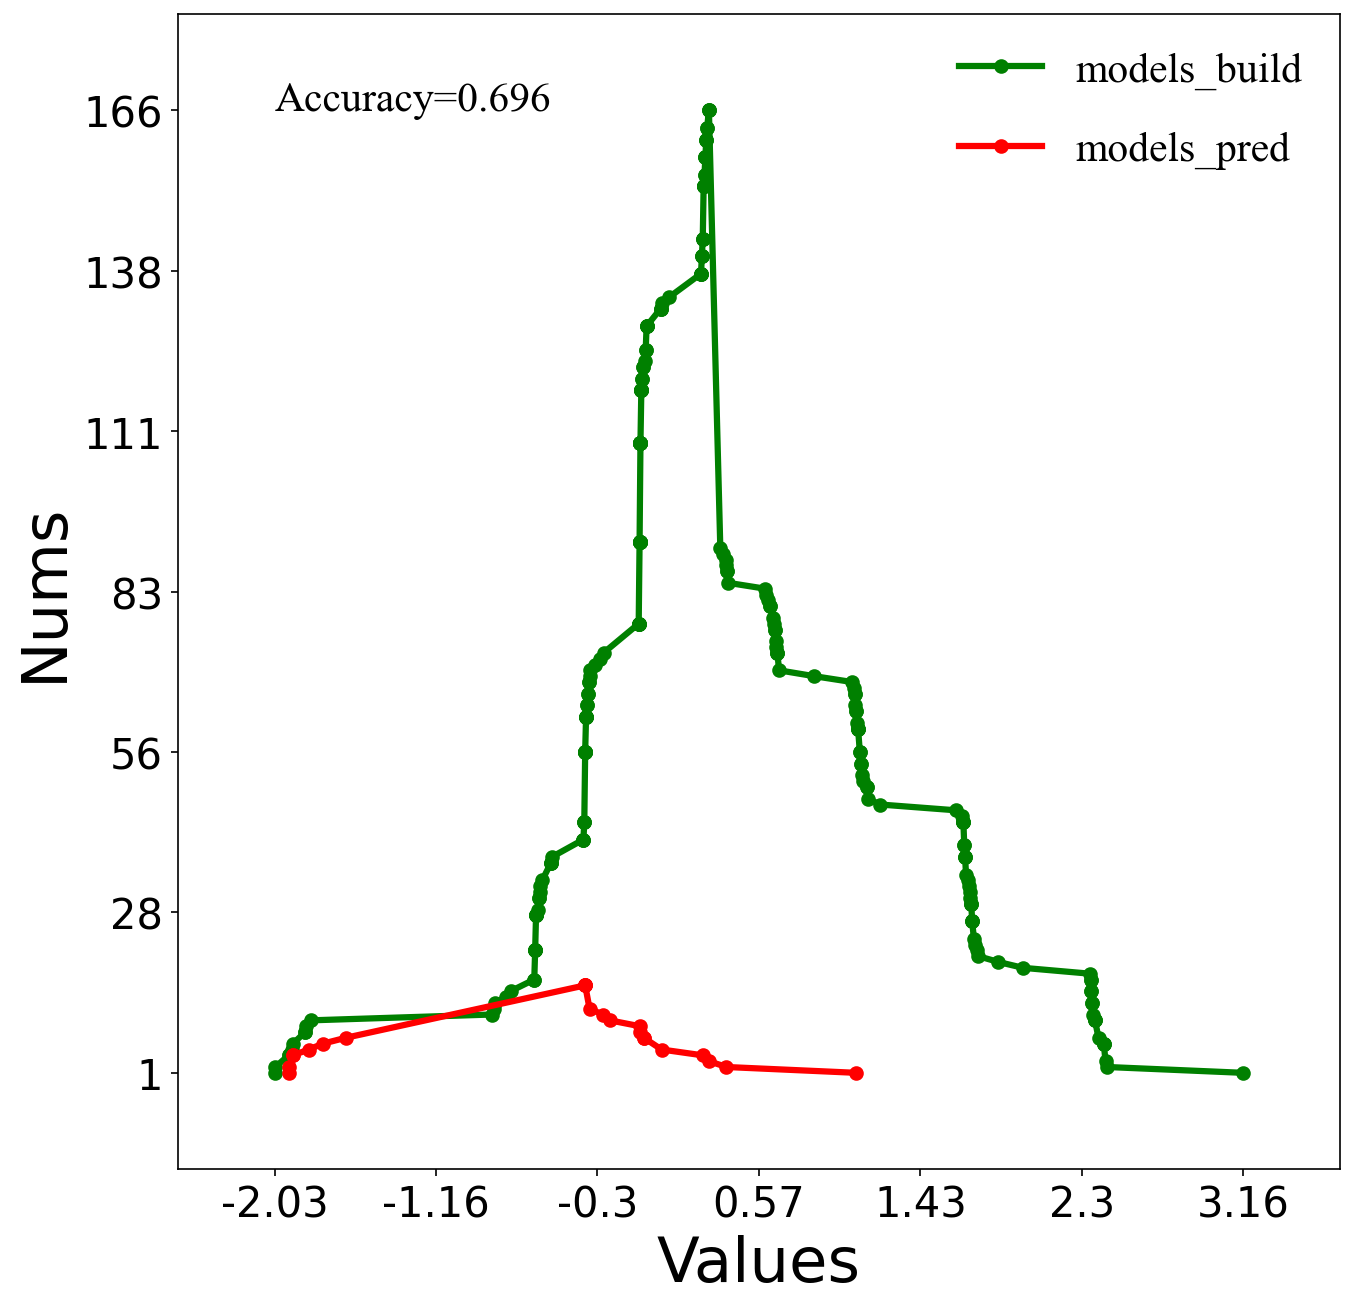 Accuracy=0.696
models_build
models_pred
Nums
166
138
111
83
56
28
1
-2.03
-1.16
-0.3
0.57
1.43
2.3
3.16
Values